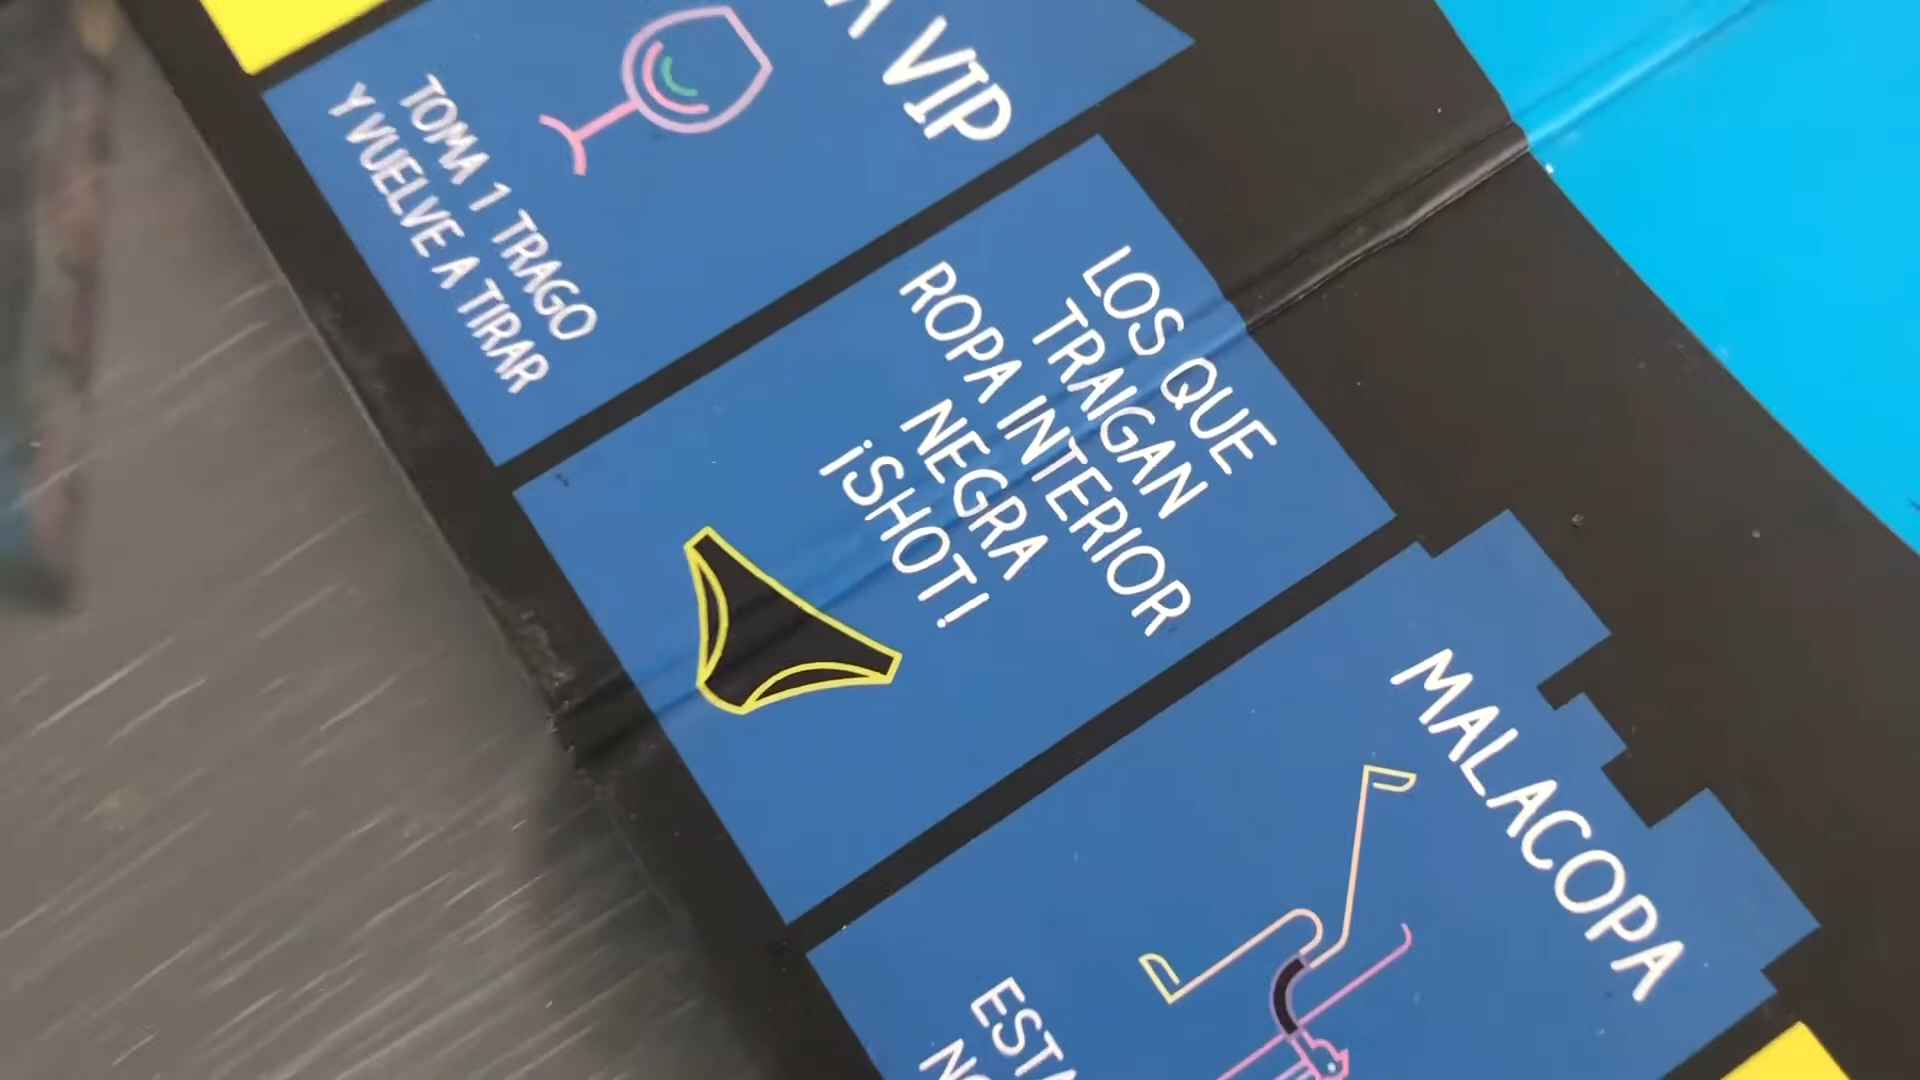 A VIP
TOMA 1 TRAGO
Y VUELVE A TIRAR
LOS QUE
TRAIGAN
ROPA INTERIOR
NEGRA
¡SHOT!
MALACOPA